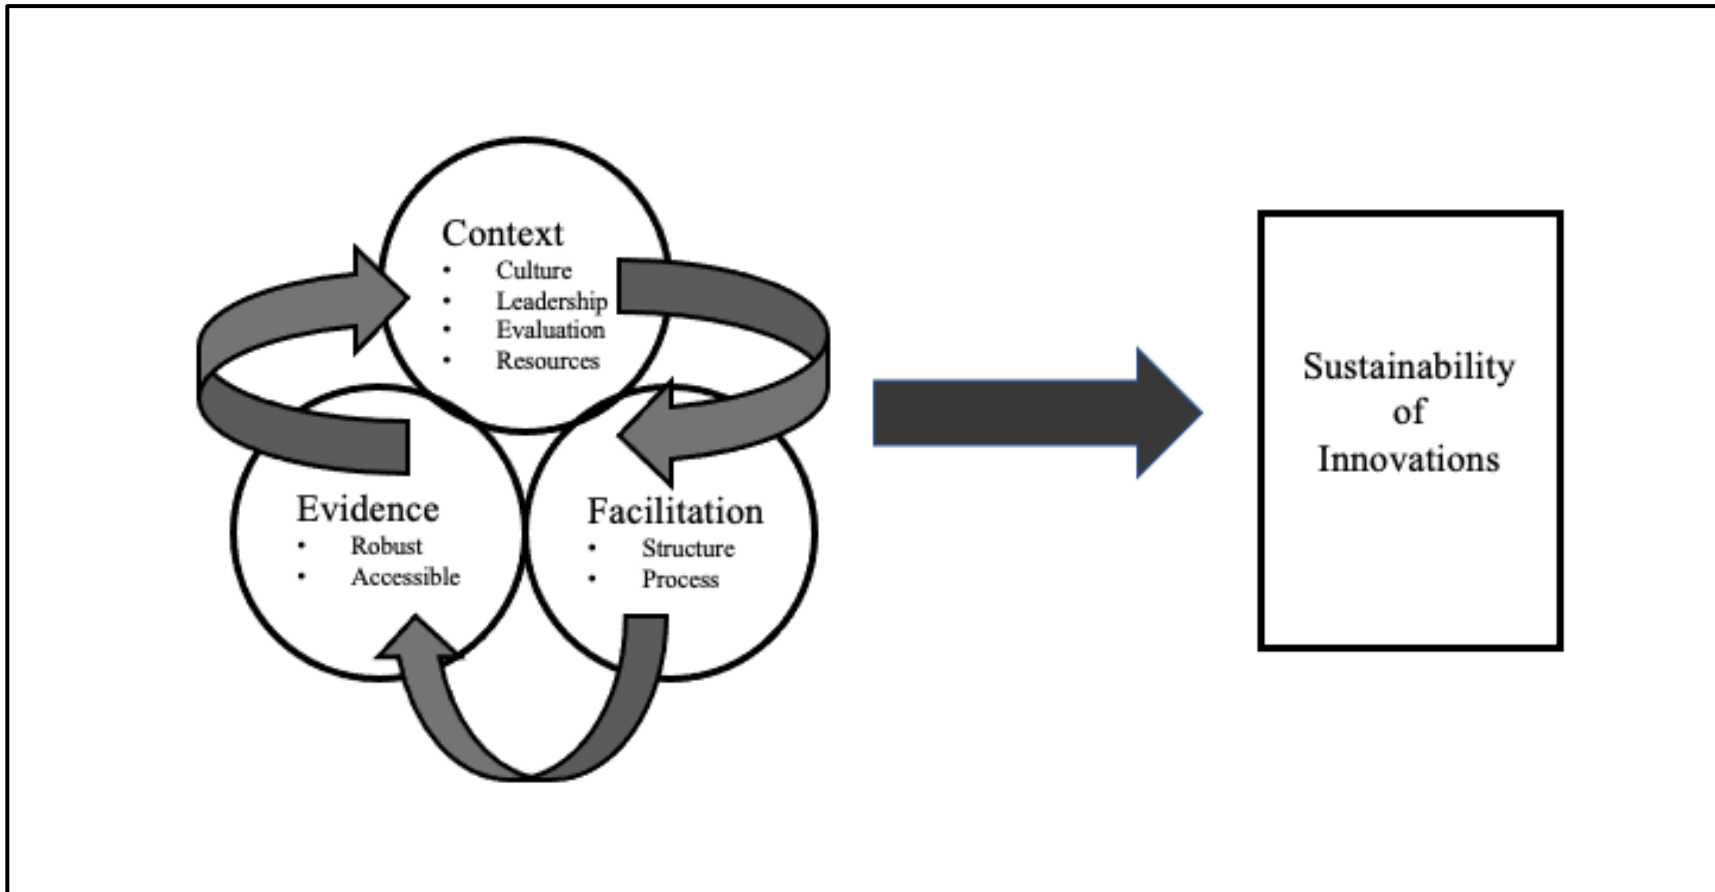 Context
• Culture
• Leadership
• Evaluation
• Resources
Evidence
• Robust
• Accessible
Facilitation
• Structure
• Process
Sustainability
of
Innovations